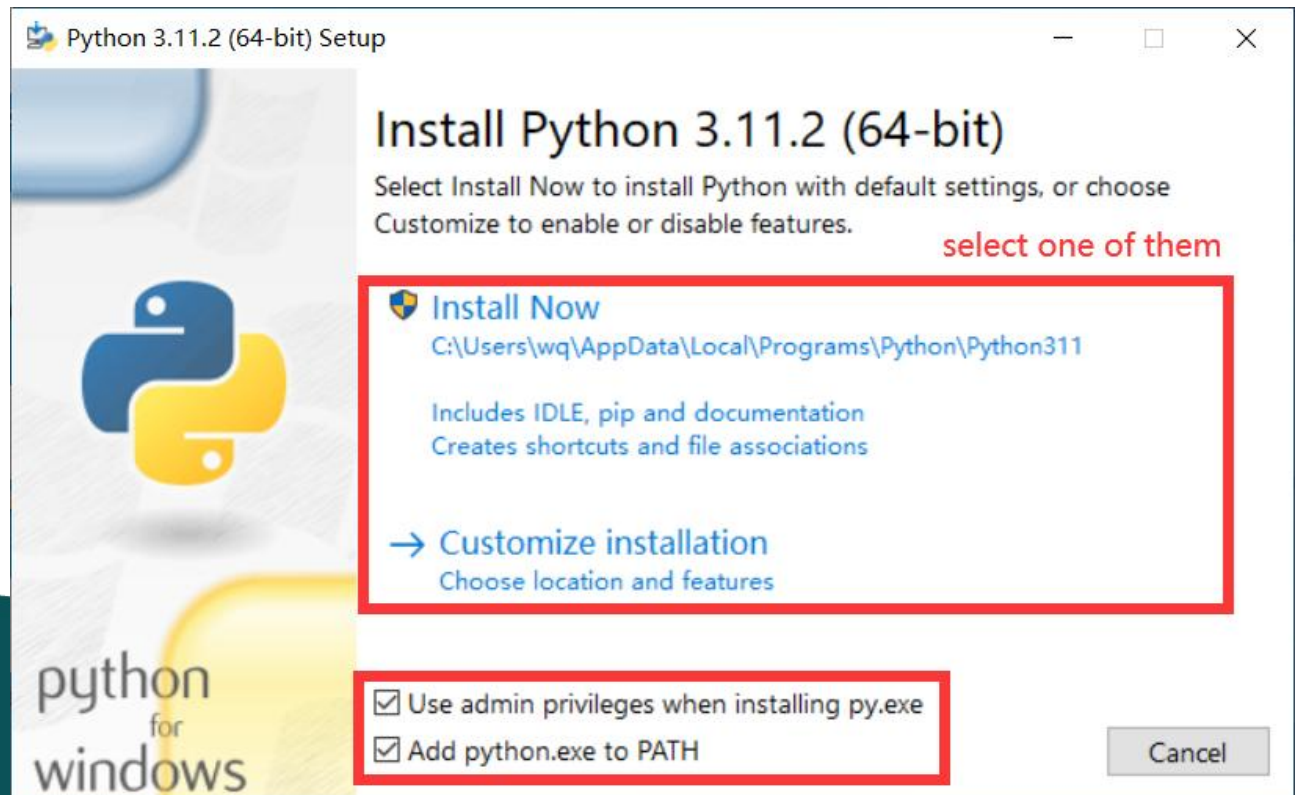 Python 3.11.2 (64-bit) Setup
Install Python 3.11.2 (64-bit)
Select Install Now to install Python with default settings, or choose
Customize to enable or disable features.
select one of them
Install Now
C:\Users\wq\AppData\Local\Programs\Python\Python311
Includes IDLE, pip and documentation
Creates shortcuts and file associations
Customize installation
Choose location and features
python
for
windows
Use admin privileges when installing py.exe
Add python.exe to PATH
Cancel